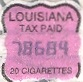 LOUISIANA
TAX PAID
78684
20 CIGARETTES